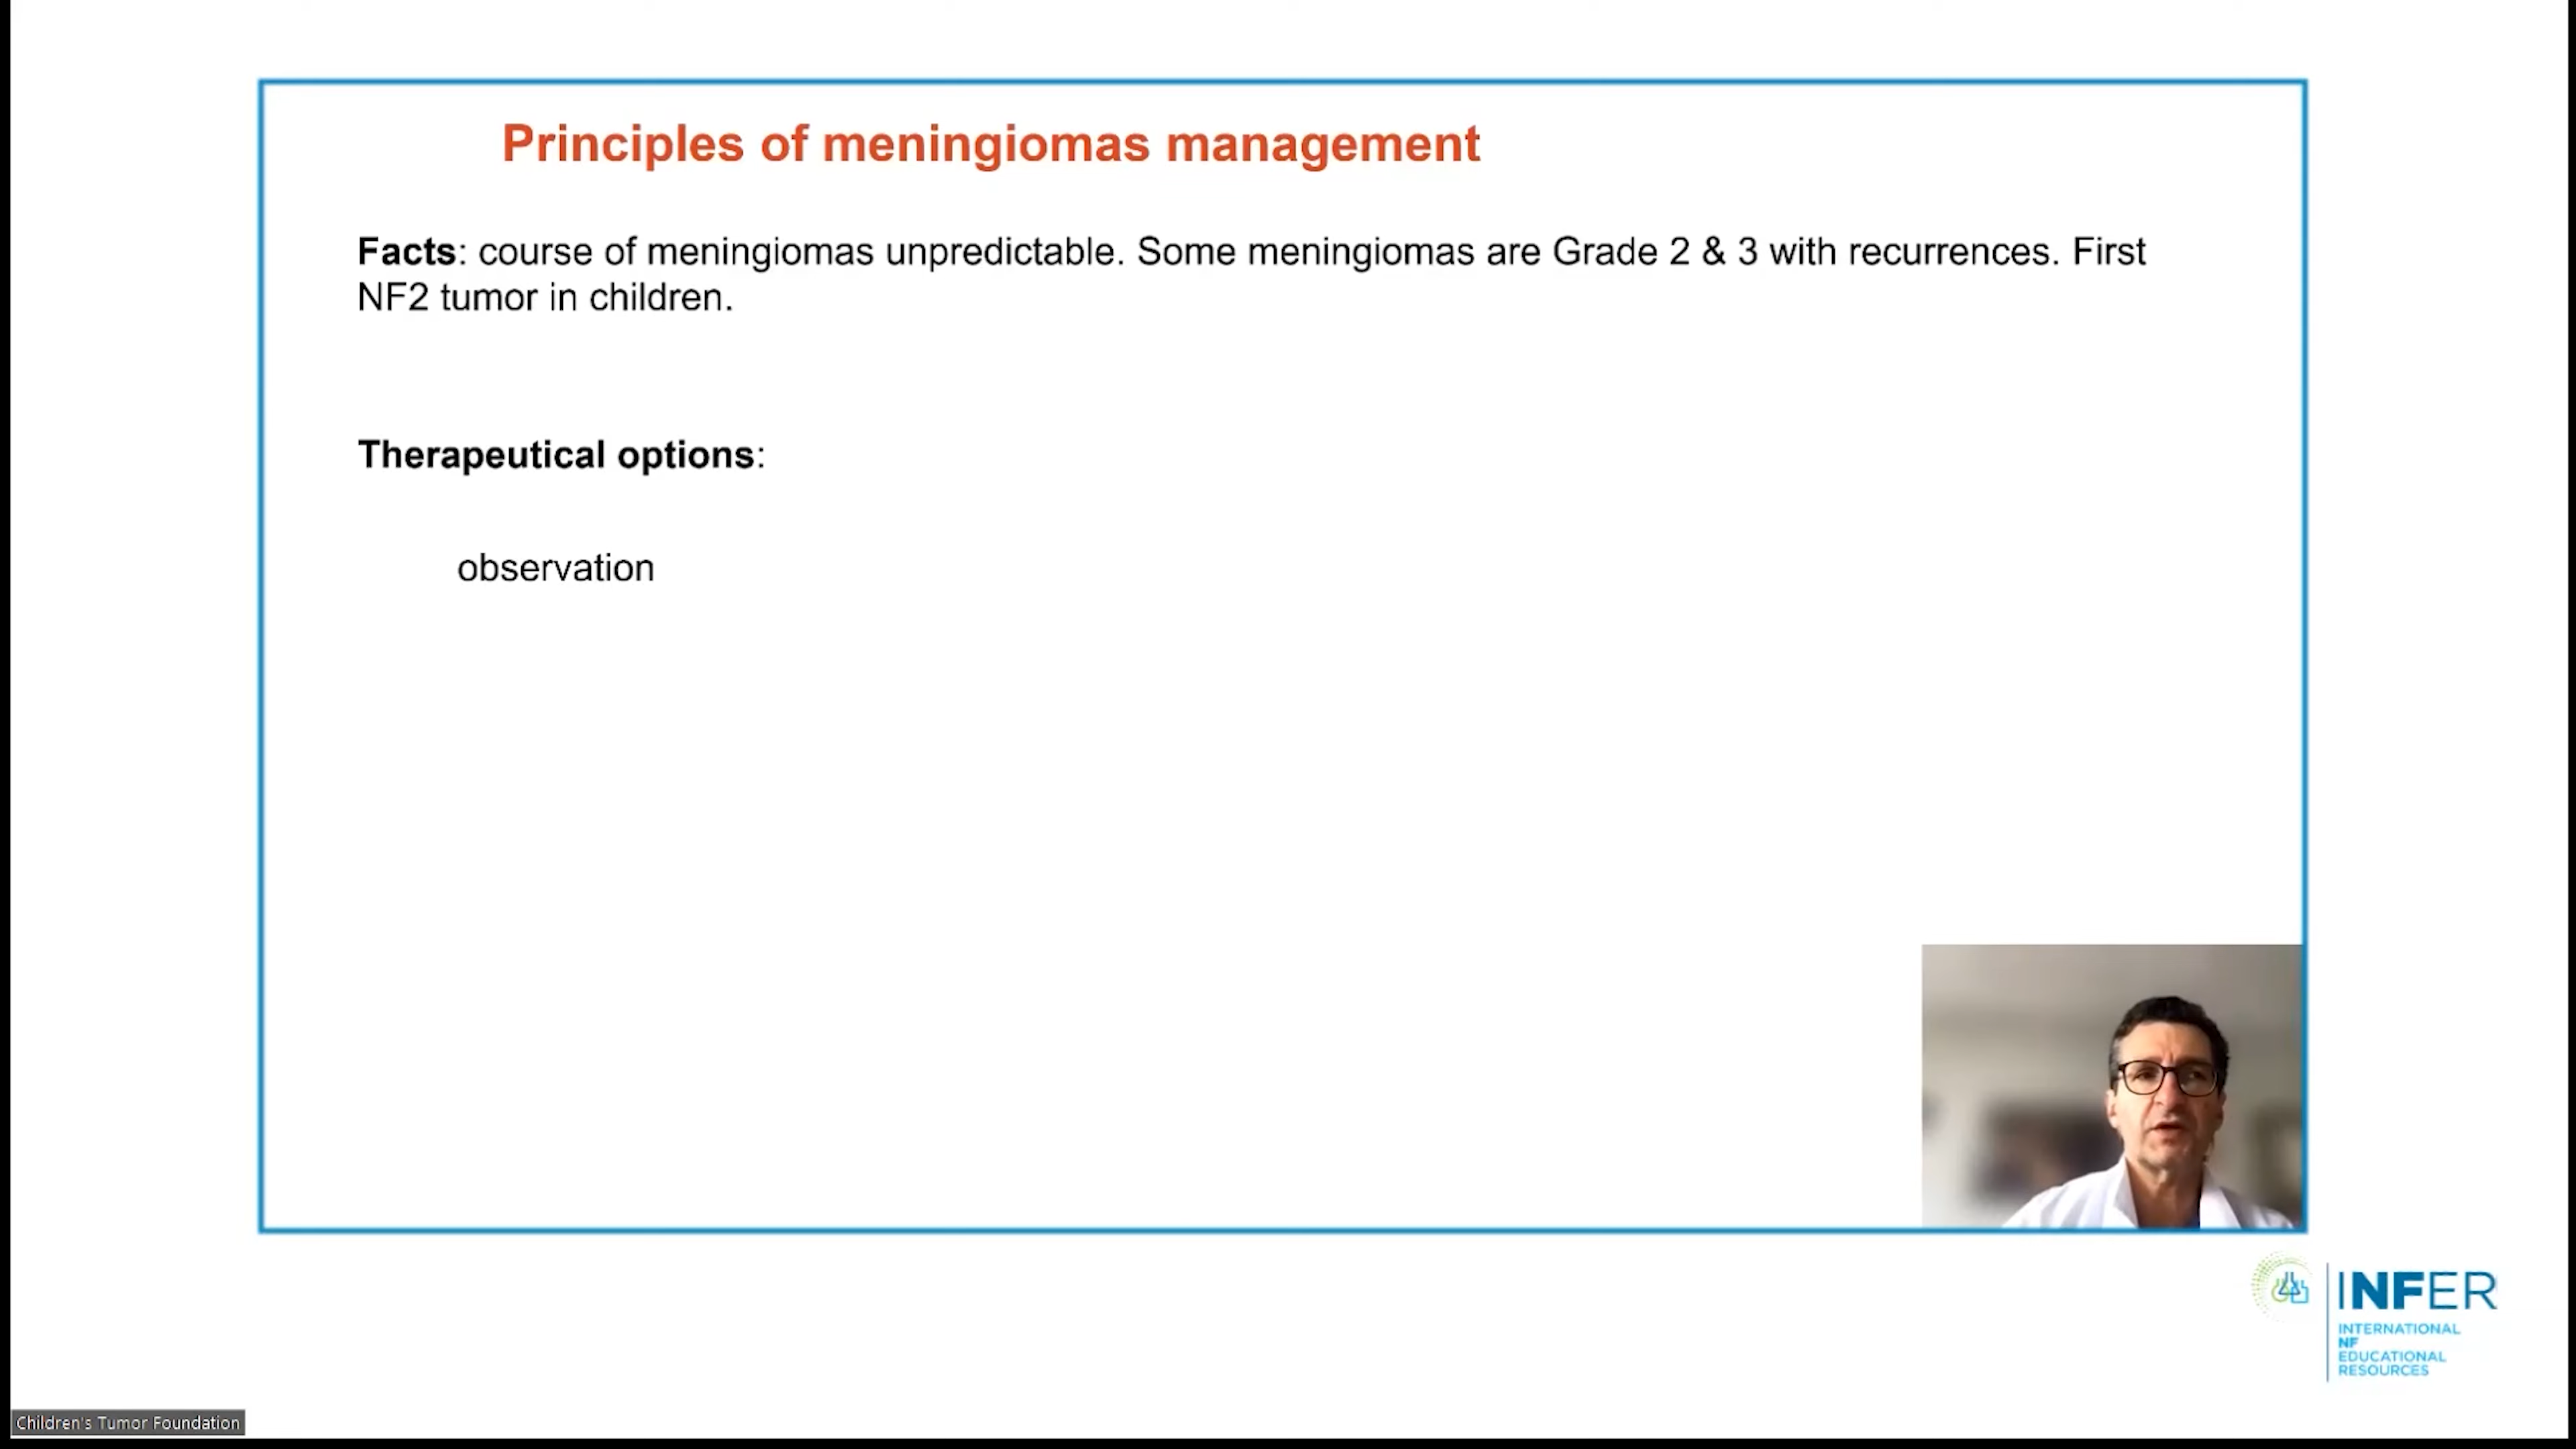 Principles of meningiomas management
Facts: course of meningiomas unpredictable. Some meningiomas are Grade 2 & 3 with recurrences. First
NF2 tumor in children.
Therapeutical options:
observation
INFER
INTERNATIONAL
NF
EDUCATIONAL
RESOURCES
Children's Tumor Foundation